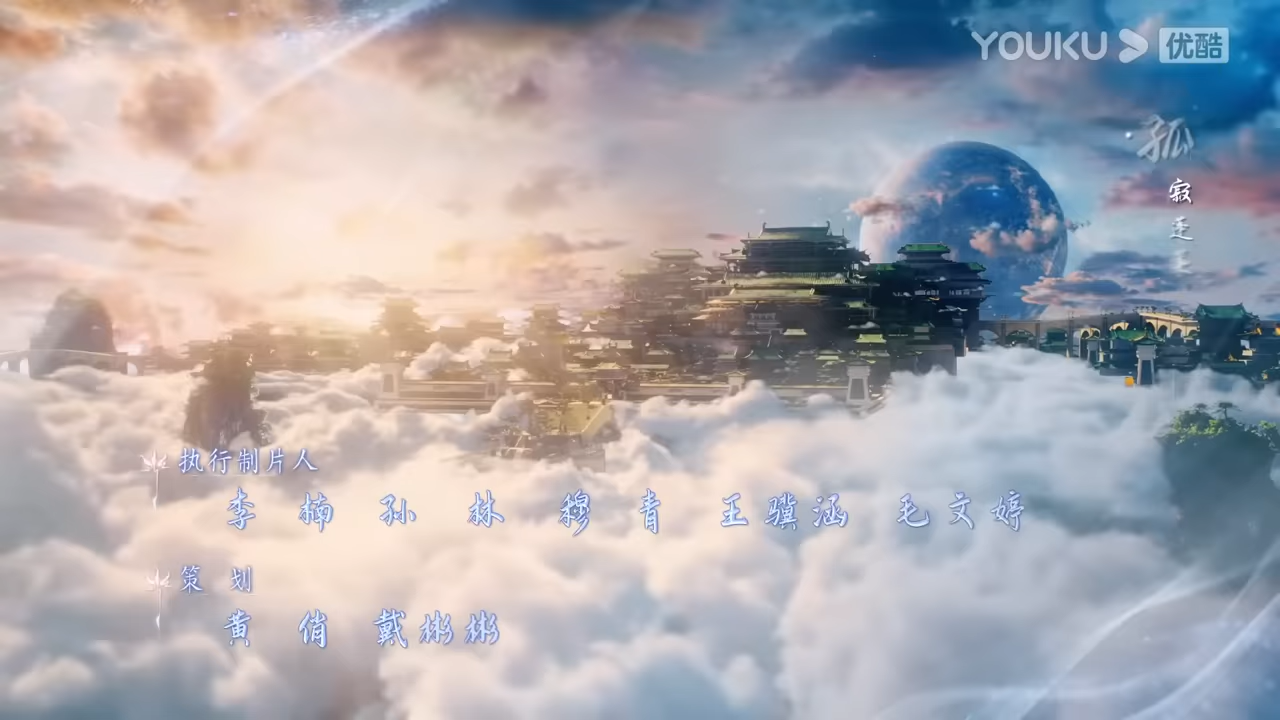 YOUKU 优酷
孤
寂
执行制片人
李楠 孙林 穆青 王骥涵 毛文婷
策划
黄俏 戴彬彬